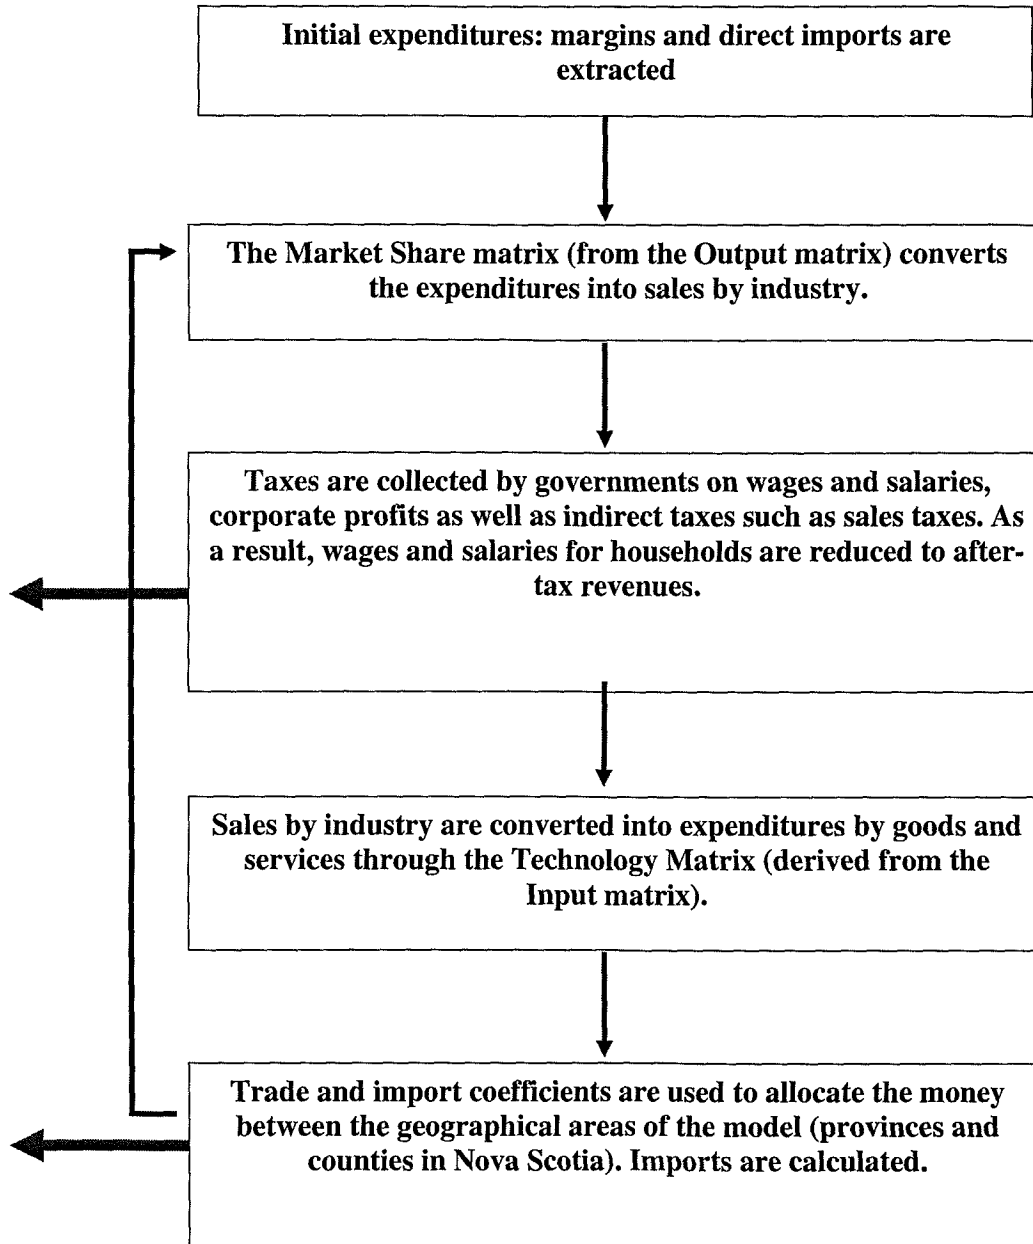 Initial expenditures: margins and direct imports are
extracted
The Market Share matrix (from the Output matrix) converts
the expenditures into sales by industry.
Taxes are collected by governments on wages and salaries,
corporate profits as well as indirect taxes such as sales taxes. As
a result, wages and salaries for households are reduced to after-
tax revenues.
Sales by industry are converted into expenditures by goods and
services through the Technology Matrix (derived from the
Input matrix).
Trade and import coefficients are used to allocate the money
between the geographical areas of the model (provinces and
counties in Nova Scotia). Imports are calculated.